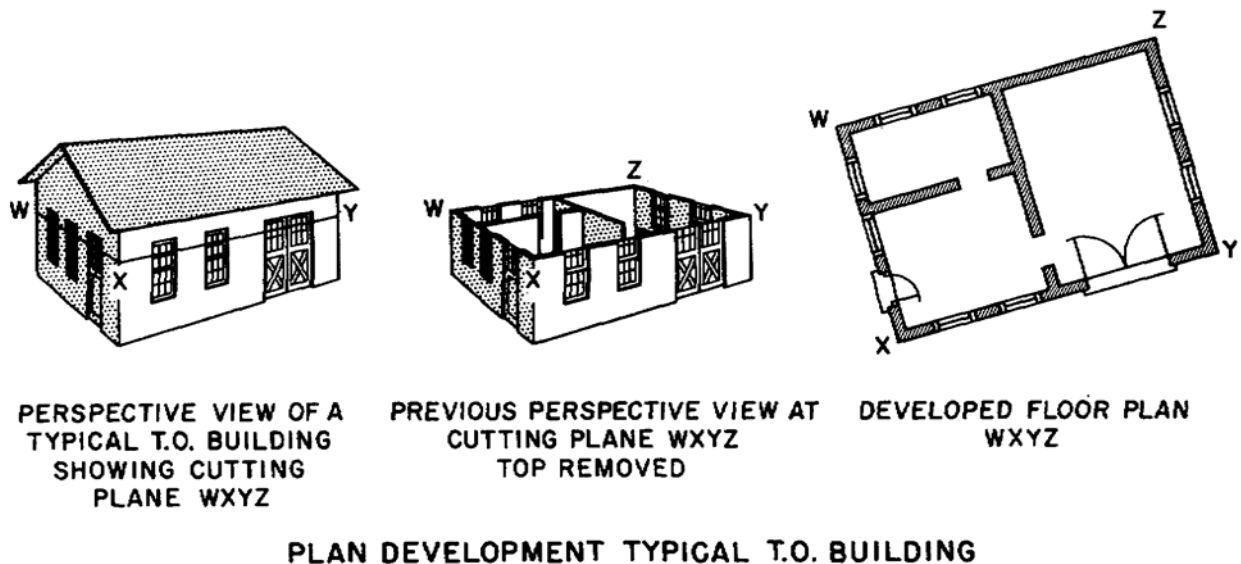 Z
W
Y
X
W
Z
Y
X
W
Y
X
PERSPECTIVE VIEW OF A
TYPICAL T.O. BUILDING
SHOWING CUTTING
PLANE WXYZ
PREVIOUS PERSPECTIVE VIEW AT
CUTTING PLANE WXYZ
TOP REMOVED
DEVELOPED FLOOR PLAN
WXYZ
PLAN DEVELOPMENT TYPICAL T.O. BUILDING